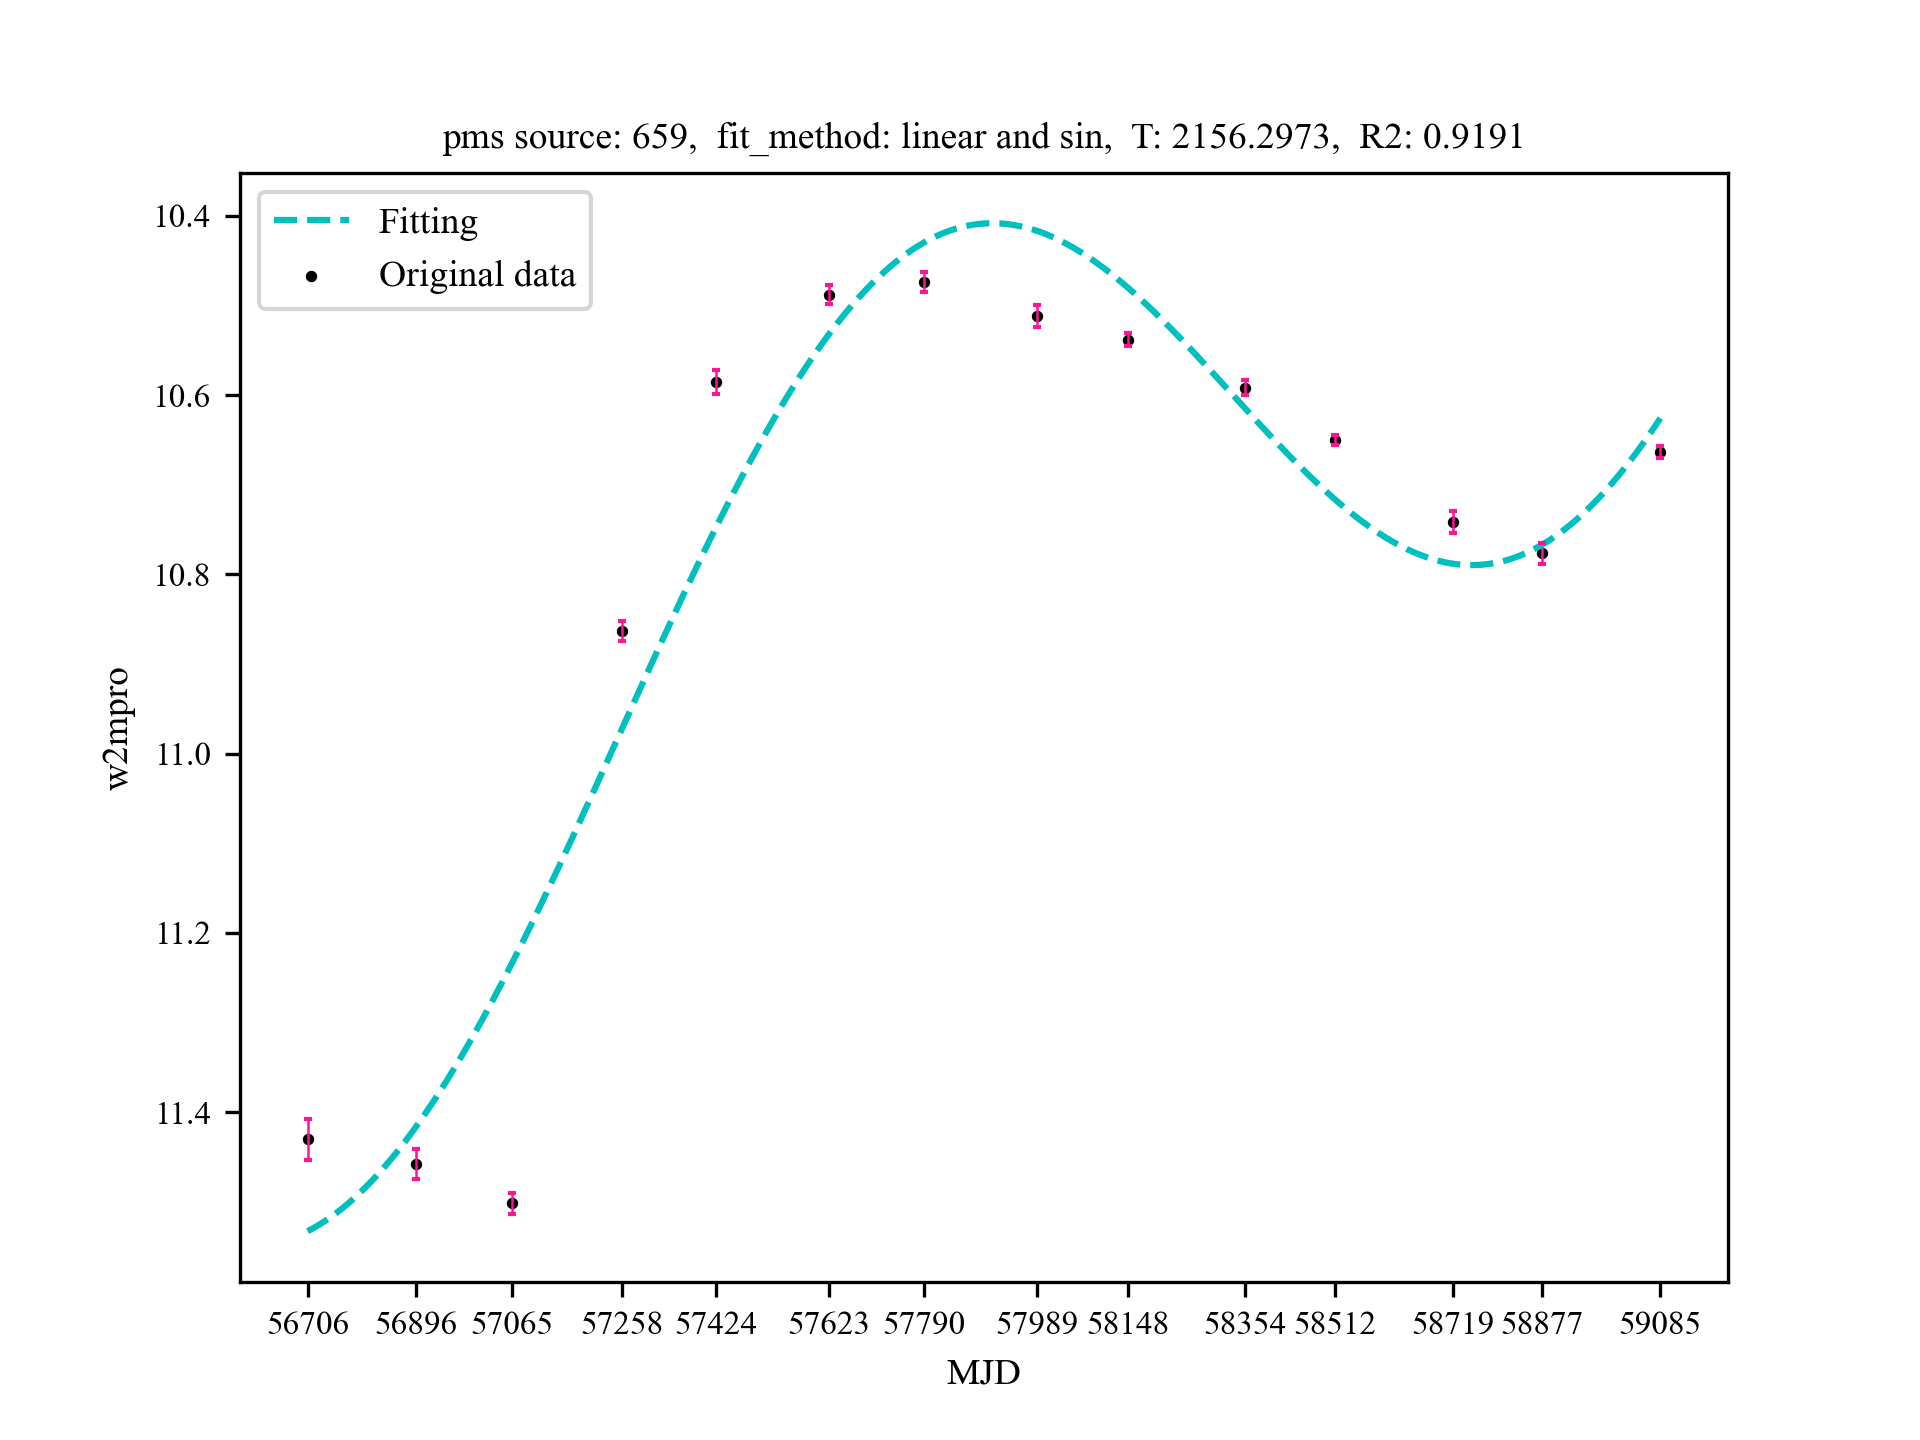 pms source: 659, fit_method: linear and sin, T: 2156.2973, R2: 0.9191
Fitting
Original data
10.4
10.6
10.8
11.0
11.2
11.4
w2mpro
56706 56896 57065 57258 57424 57623 57790 57989 58148 58354 58512 58719 58877 59085
MJD